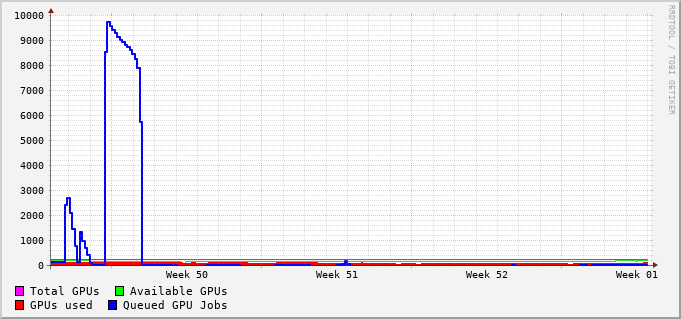 10000
9000
8000
7000
6000
5000
4000
3000
2000
1000
0
Week 50 Week 51 Week 52 Week 01
Total GPUs Available GPUs
GPUs used Queued GPU Jobs
RRDTOOL / TOBI OETIKER